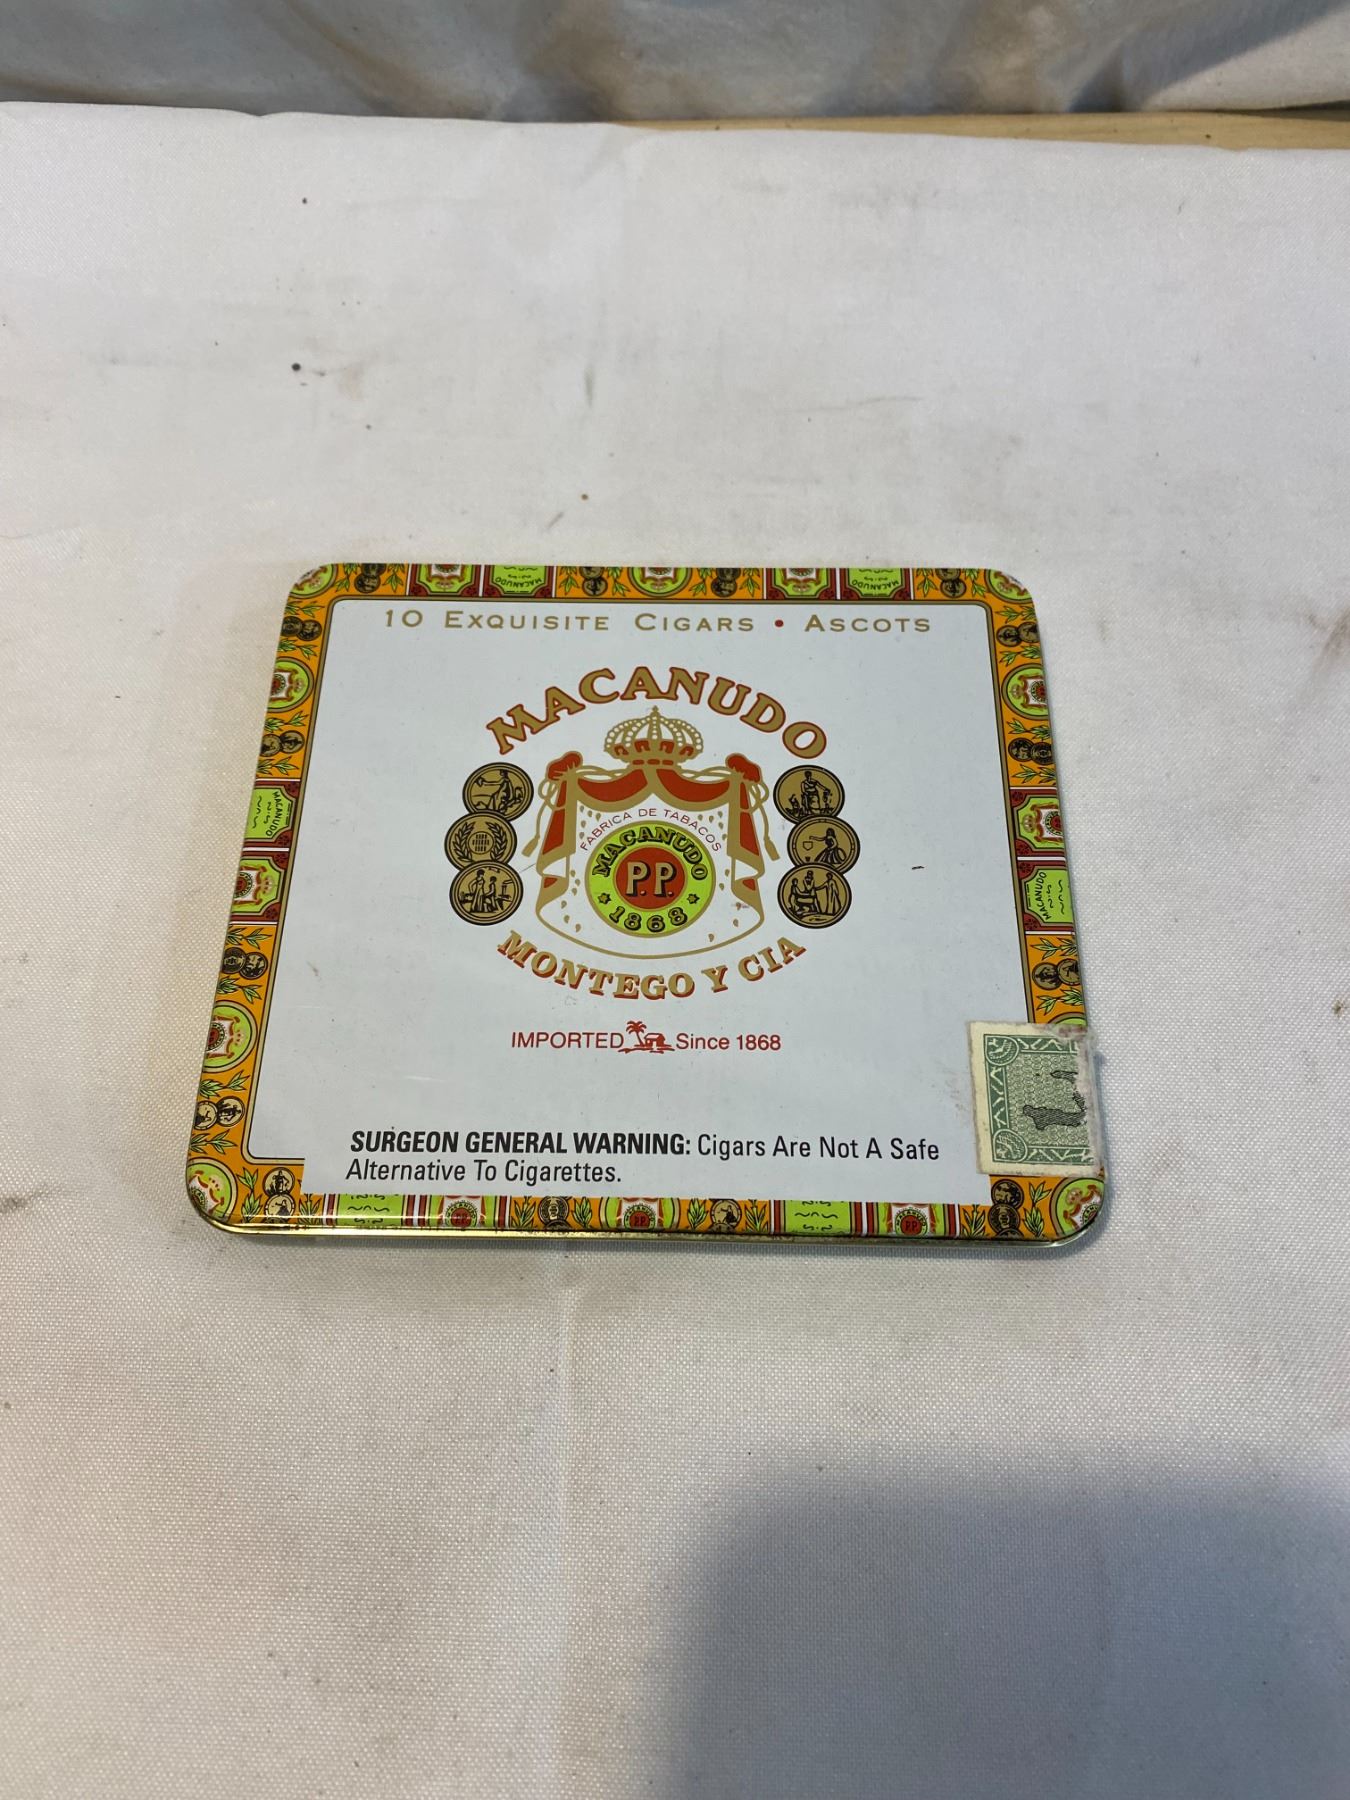 10 EXQUISITE CIGARS • ASCOTS
MACANUDO
FABRICA DE TABACOS
MACANUDO
P.P.
1868
MONTEGO Y CIA
IMPORTED Since 1868
SURGEON GENERAL WARNING: Cigars Are Not A Safe
Alternative To Cigarettes.